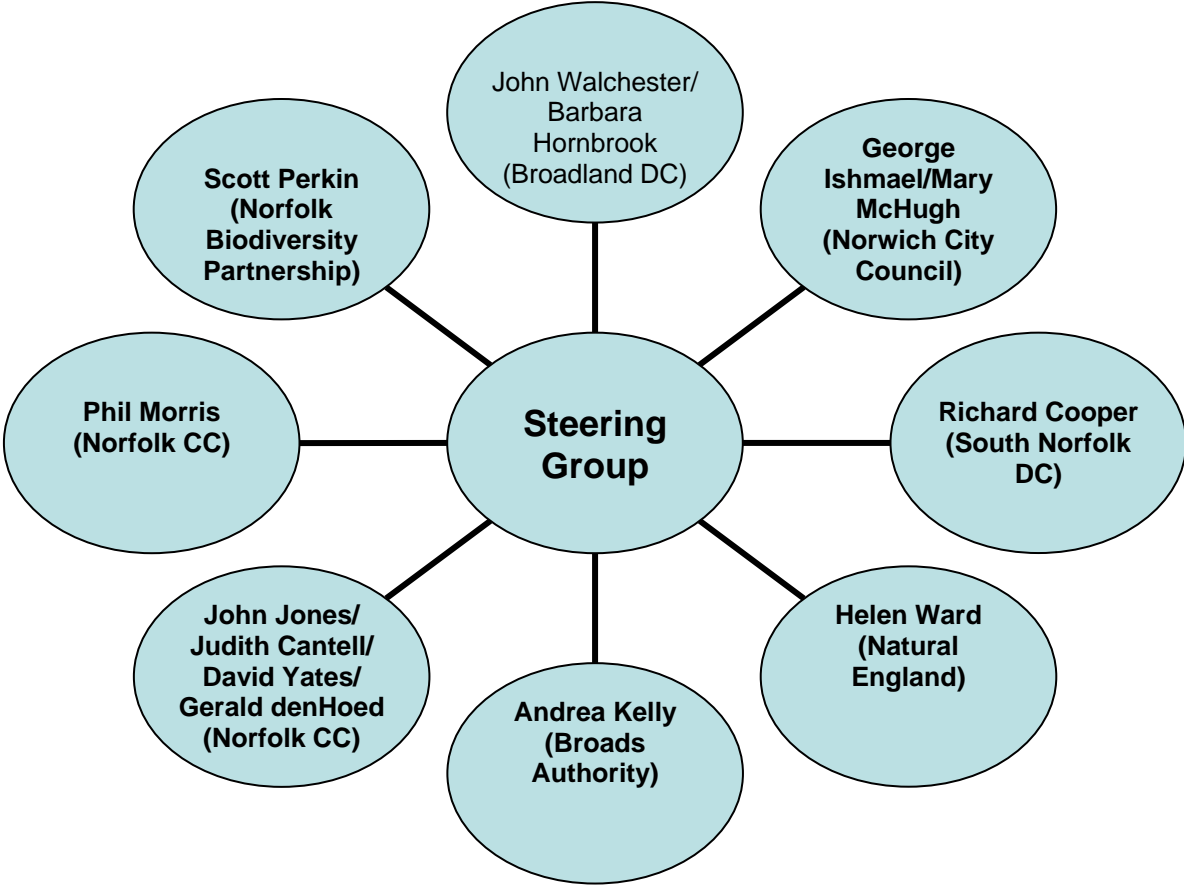 John Walchester/
Barbara
Hornbrook
(Broadland DC)
George
Ishmael/Mary
McHugh
(Norwich City
Council)
Scott Perkin
(Norfolk
Biodiversity
Partnership)
Phil Morris
(Norfolk CC)
Steering
Group
Richard Cooper
(South Norfolk
DC)
John Jones/
Judith Cantell/
David Yates/
Gerald denHoed
(Norfolk CC)
Helen Ward
(Natural
England)
Andrea Kelly
(Broads
Authority)